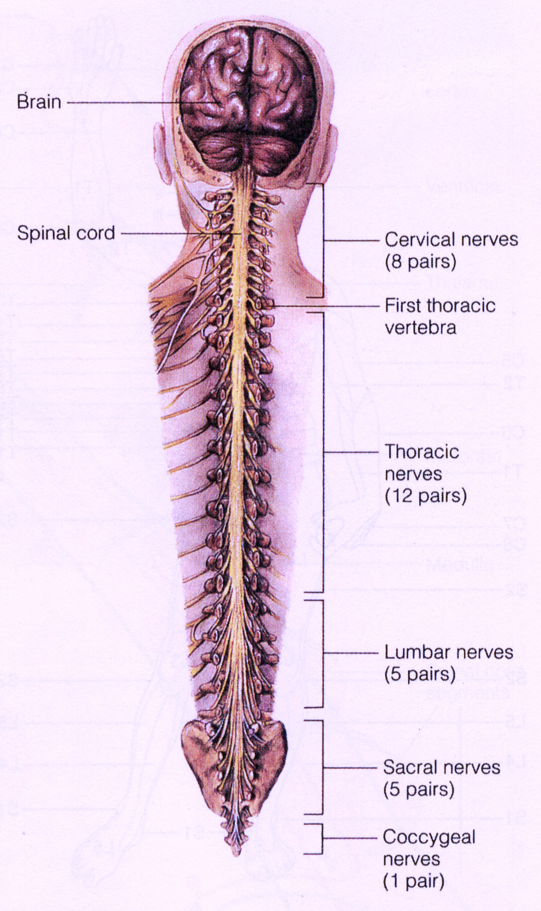 Brain
Spinal cord
Cervical nerves
(8 pairs)
First thoracic
vertebra
Thoracic
nerves
(12 pairs)
Lumbar nerves
(5 pairs)
Sacral nerves
(5 pairs)
Coccygeal
nerves
(1 pair)